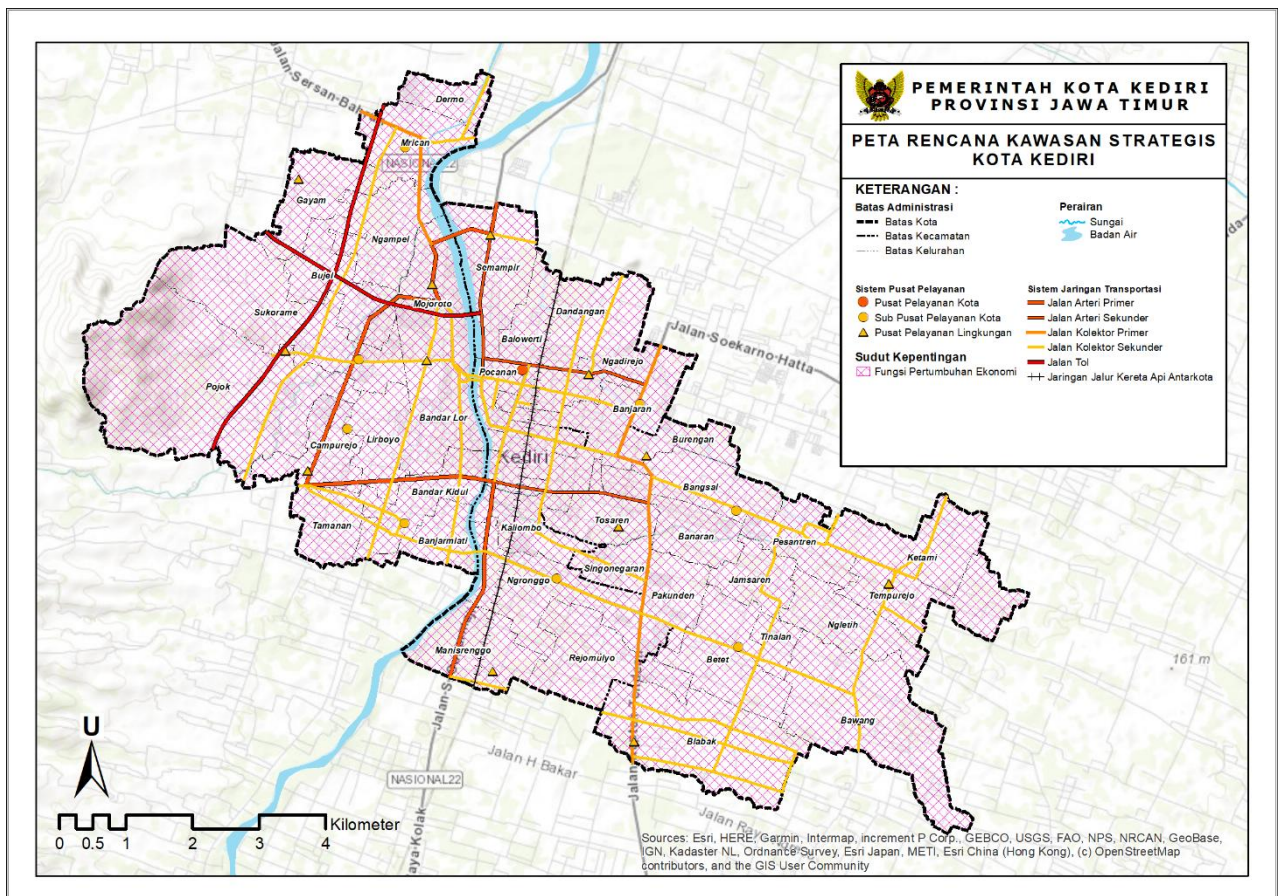 PEMERINTAH KOTA KEDIRI
PROVINSI JAWA TIMUR
PETA RENCANA KAWASAN STRATEGIS
KOTA KEDIRI
KETERANGAN :
Batas Administrasi
Batas Kota
Batas Kecamatan
Batas Kelurahan
Perairan
Sungai
Badan Air
Sistem Pusat Pelayanan
Pusat Pelayanan Kota
Sub Pusat Pelayanan Kota
Pusat Pelayanan Lingkungan
Sudut Kepentingan
Fungsi Pertumbuhan Ekonomi
Sistem Jaringan Transportasi
Jalan Arteri Primer
Jalan Arteri Sekunder
Jalan Kolektor Primer
Jalan Kolektor Sekunder
Jalan Tol
Jaringan Jalur Kereta Api Antarkota
Jalan-Sersan-Bah
Dermo
Mrican
NASIONAL22
Gayam
Ngampel
Semampir
Bujel
Mojoroto
Sukorame
Dandangan
Jalan-Soekarno-Hatta
Balowerti
Ngadirejo
Pocanan
Pojok
Banjaran
Bandar Lor
Burengan
Campurejo
Lirboyo
Kediri
Bangsal
Bandar Kidul
Tamanan
Kaliombo
Tosaren
Banaran
Pesantren
Ketami
Banjarmlati
Singonegaran
Ngronggo
Jamsaren
Tempurejo
Pakunden
Ngletih
Tinalan
Manisrenggo
Rejomulyo
Betet
161 m
Bawang
Blabak
Jalan H Bakar
NASIONAL22
U
0 0.5 1 2 3 4
Kilometer
aya-Kolak
Sources: Esri, HERE, Garmin, Intermap, increment P Corp., GEBCO, USGS, FAO, NPS, NRCAN, GeoBase,
IGN, Kadaster NL, Ordnance Survey, Esri Japan, METI, Esri China (Hong Kong), (c) OpenStreetMap
contributors, and the GIS User Community